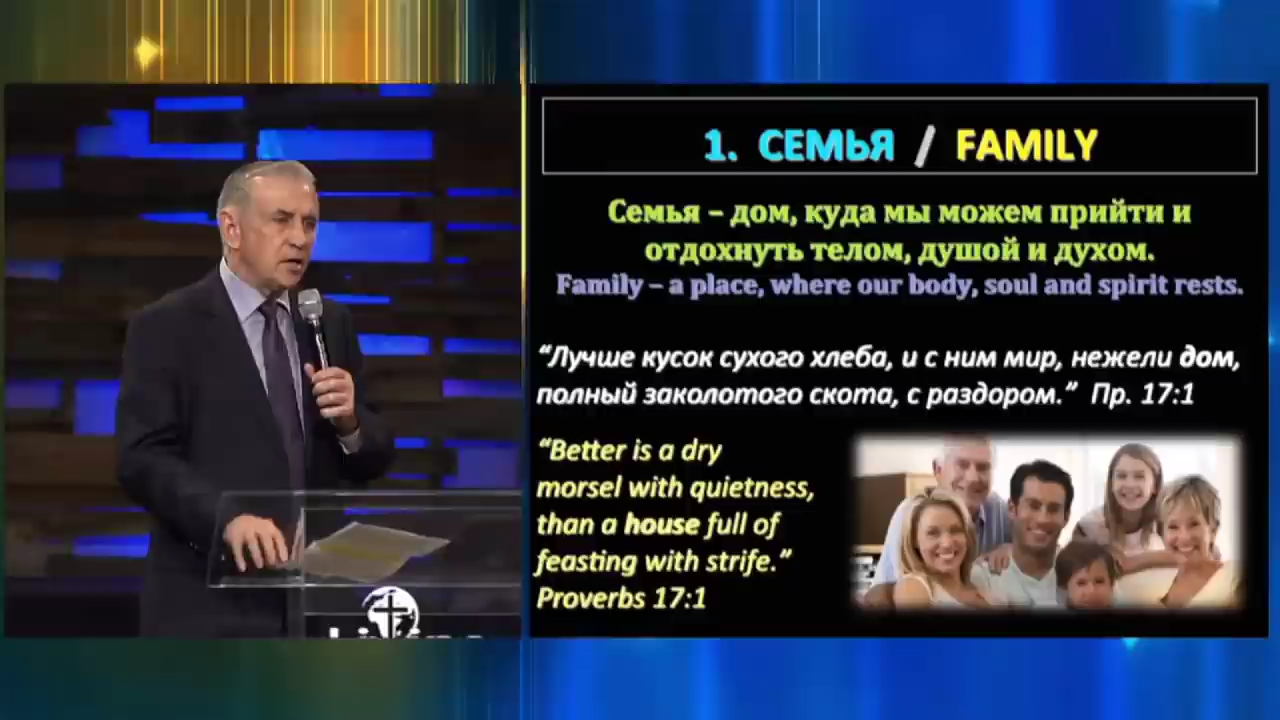 1. СЕМЬЯ / FAMILY
Семья – дом, куда мы можем прийти и
отдохнуть телом, душой и духом.
Family – a place, where our body, soul and spirit rests.
“Лучше кусок сухого хлеба, и с ним мир, нежели дом,
полный заколотого скота, с раздором.” Пр. 17:1
“Better is a dry
morsel with quietness,
than a house full of
feasting with strife.”
Proverbs 17:1